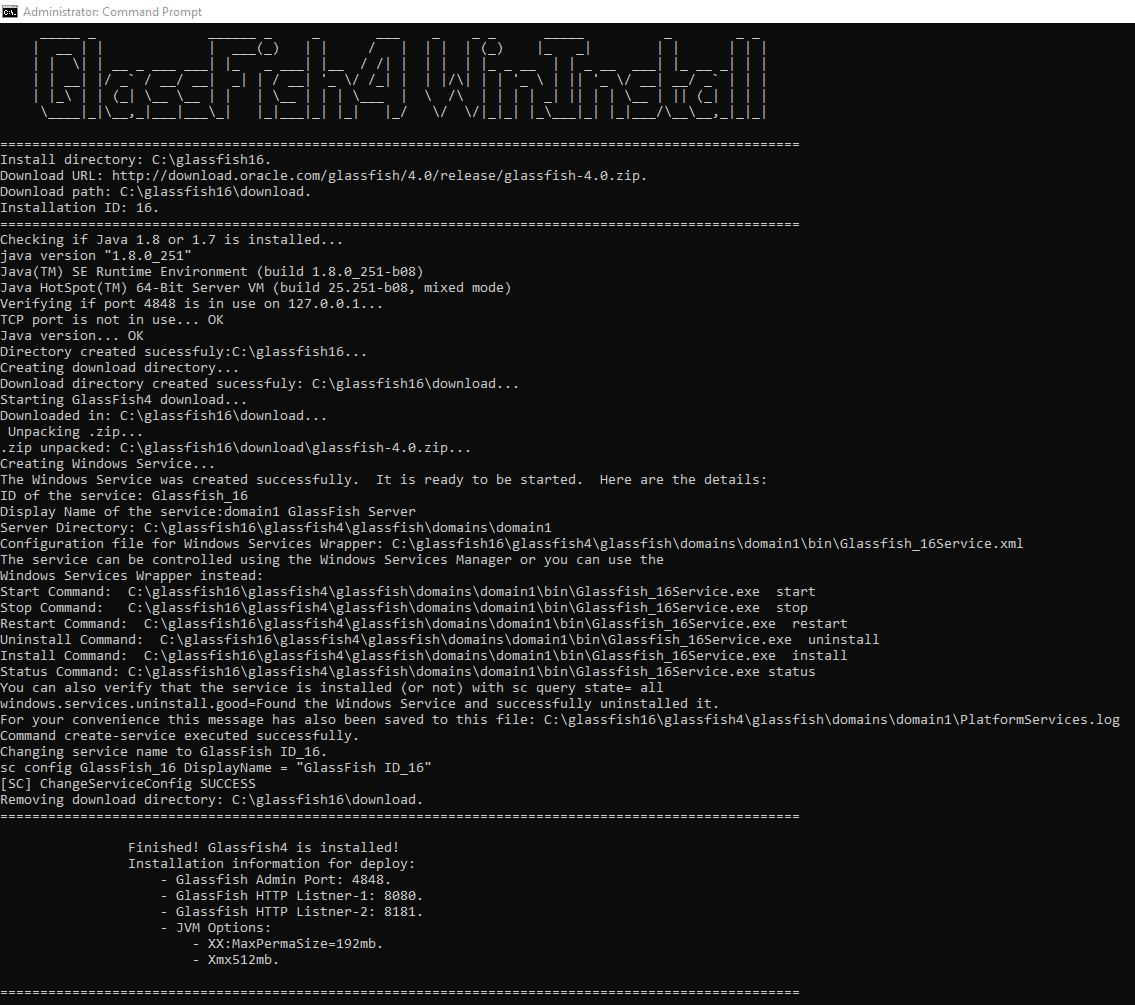 Administrator: Command Prompt
GlassFish4 WinInstall
Install directory: C:\glassfish16.
Download URL: http://download.oracle.com/glassfish/4.0/release/glassfish-4.0.zip.
Download path: C:\glassfish16\download.
Installation ID: 16.
Checking if Java 1.8 or 1.7 is installed...
java version "1.8.0_251"
Java(TM) SE Runtime Environment (build 1.8.0_251-b08)
Java HotSpot(TM) 64-Bit Server VM (build 25.251-b08, mixed mode)
Verifying if port 4848 is in use on 127.0.0.1...
TCP port is not in use... OK
Java version... OK
Directory created sucessfuly:C:\glassfish16...
Creating download directory...
Download directory created sucessfuly: C:\glassfish16\download...
Starting GlassFish4 download...
Downloaded in: C:\glassfish16\download...
Unpacking .zip...
.zip unpacked: C:\glassfish16\download\glassfish-4.0.zip...
Creating Windows Service...
The Windows Service was created successfully.  It is ready to be started.  Here are the details:
ID of the service: Glassfish_16
Display Name of the service:domain1 GlassFish Server
Server Directory: C:\glassfish16\glassfish4\glassfish\domains\domain1
Configuration file for Windows Services Wrapper: C:\glassfish16\glassfish4\glassfish\domains\domain1\bin\Glassfish_16Service.xml
The service can be controlled using the Windows Services Manager or you can use the
Windows Services Wrapper instead:
Start Command:  C:\glassfish16\glassfish4\glassfish\domains\domain1\bin\Glassfish_16Service.exe  start
Stop Command:   C:\glassfish16\glassfish4\glassfish\domains\domain1\bin\Glassfish_16Service.exe  stop
Restart Command:  C:\glassfish16\glassfish4\glassfish\domains\domain1\bin\Glassfish_16Service.exe  restart
Uninstall Command:  C:\glassfish16\glassfish4\glassfish\domains\domain1\bin\Glassfish_16Service.exe  uninstall
Install Command:  C:\glassfish16\glassfish4\glassfish\domains\domain1\bin\Glassfish_16Service.exe  install
Status Command: C:\glassfish16\glassfish4\glassfish\domains\domain1\bin\Glassfish_16Service.exe status
You can also verify that the service is installed (or not) with sc query state= all
windows.services.uninstall.good=Found the Windows Service and successfully uninstalled it.
For your convenience this message has also been saved to this file: C:\glassfish16\glassfish4\glassfish\domains\domain1\PlatformServices.log
Command create-service executed successfully.
Changing service name to GlassFish ID_16.
sc config GlassFish_16 DisplayName = "GlassFish ID_16"
[SC] ChangeServiceConfig SUCCESS
Removing download directory: C:\glassfish16\download.
Finished! Glassfish4 is installed!
Installation information for deploy:
- Glassfish Admin Port: 4848.
- GlassFish HTTP Listner-1: 8080.
- Glassfish HTTP Listner-2: 8181.
- JVM Options:
- XX:MaxPermaSize=192mb.
- Xmx512mb.